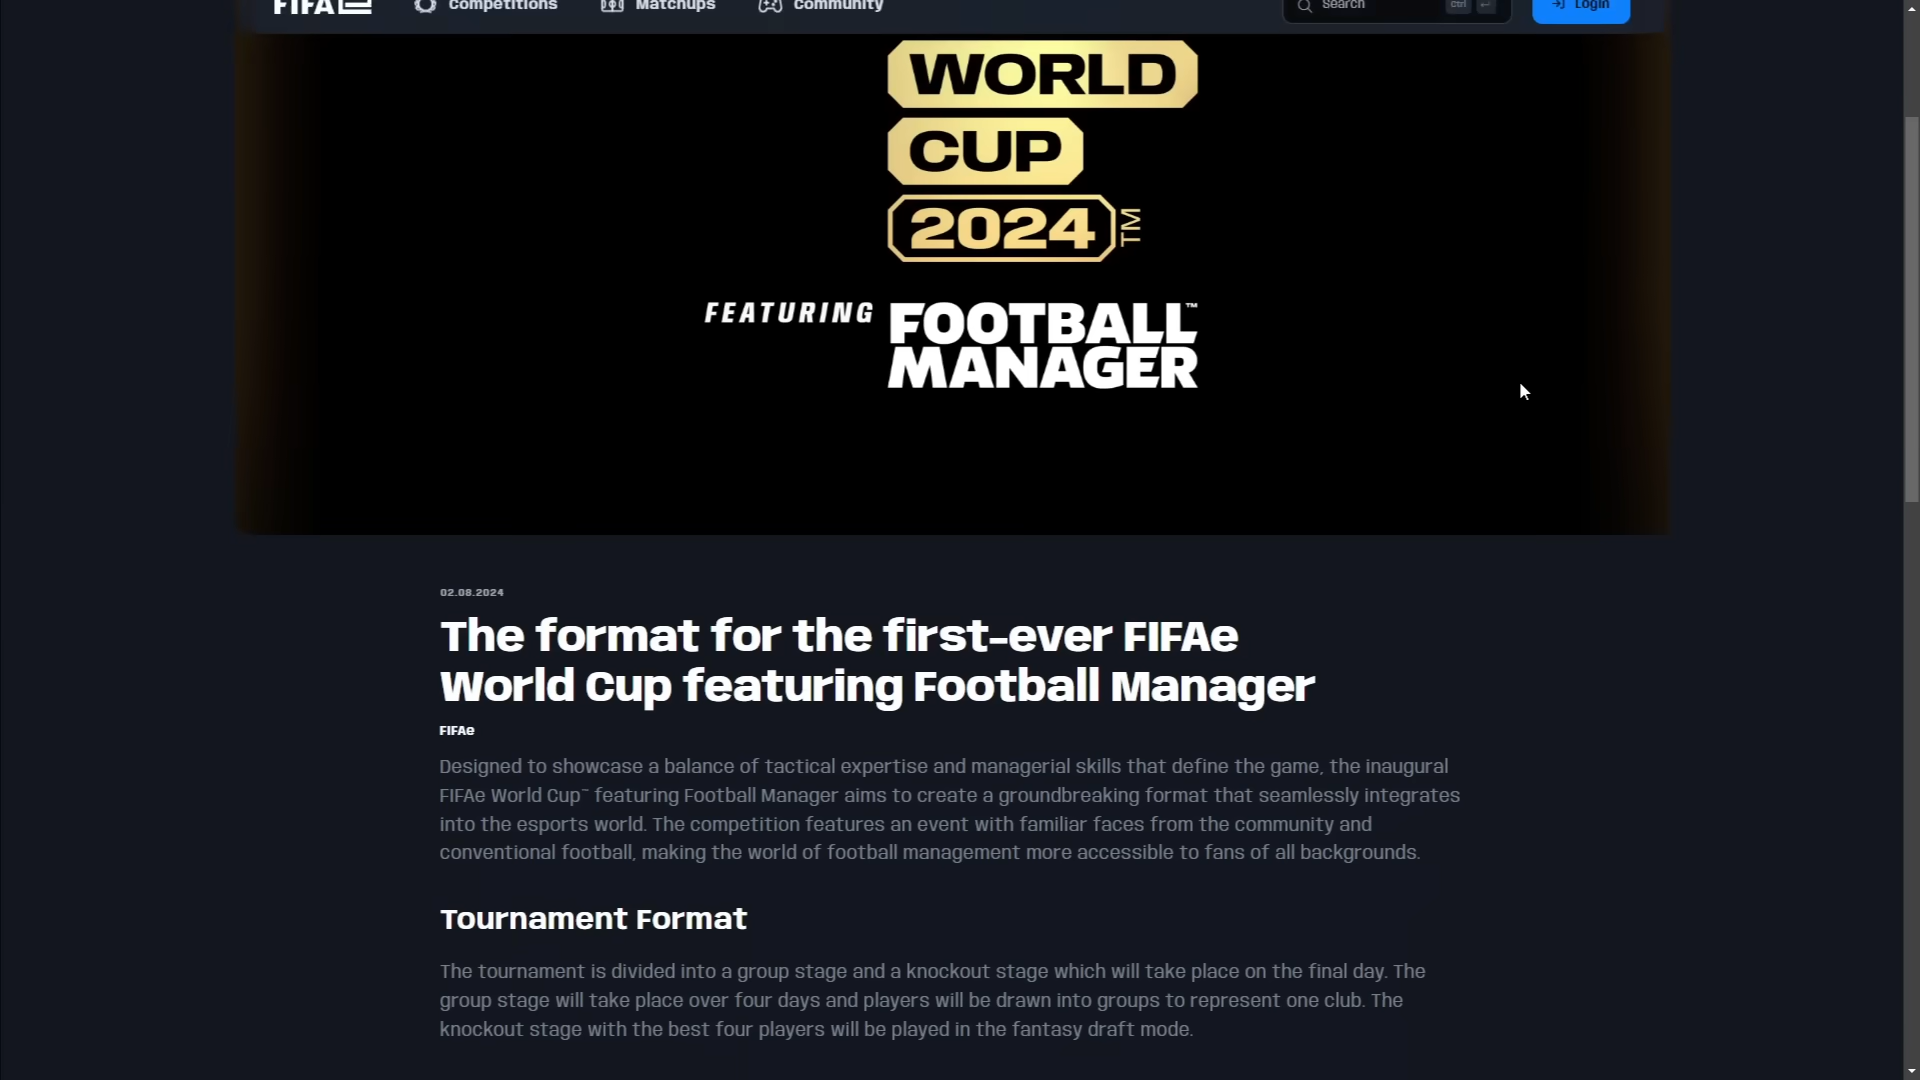 FIFAe
Competitions
Matchups
Community
Search
Ctrl
Login
WORLD
CUP
2024™
FEATURING
FOOTBALL™
MANAGER
02.08.2024
The format for the first-ever FIFAe
World Cup featuring Football Manager
FIFAe
Designed to showcase a balance of tactical expertise and managerial skills that define the game, the inaugural
FIFAe World Cup™ featuring Football Manager aims to create a groundbreaking format that seamlessly integrates
into the esports world. The competition features an event with familiar faces from the community and
conventional football, making the world of football management more accessible to fans of all backgrounds.
Tournament Format
The tournament is divided into a group stage and a knockout stage which will take place on the final day. The
group stage will take place over four days and players will be drawn into groups to represent one club. The
knockout stage with the best four players will be played in the fantasy draft mode.